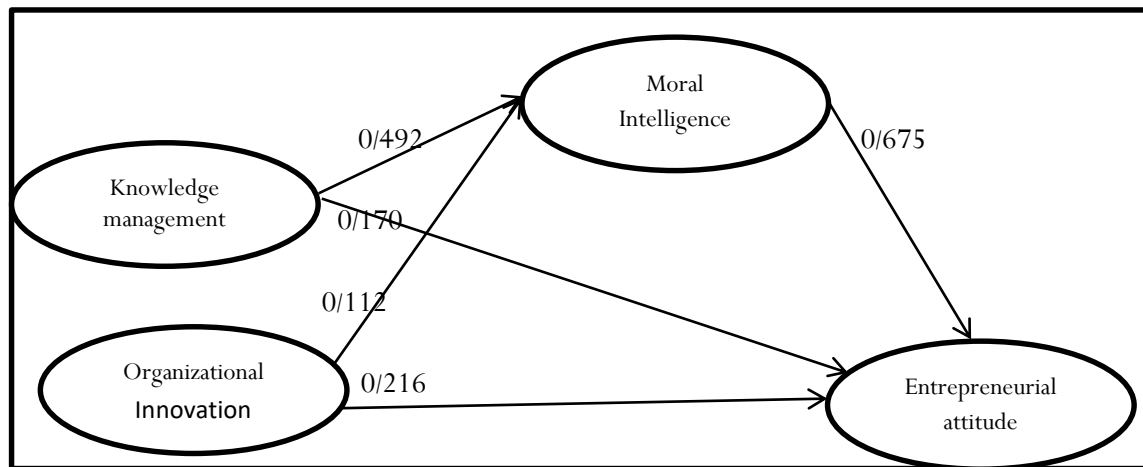 Moral
Intelligence
0/492
0/675
Knowledge
management
0/170
0/112
Organizational
Innovation
0/216
Entrepreneurial
attitude